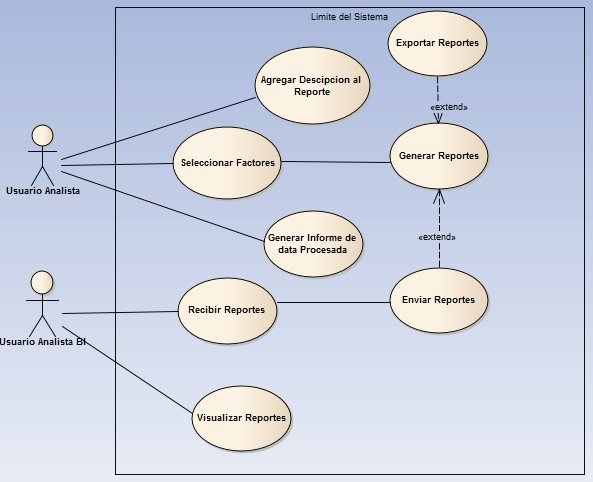 Limite del Sistema
Exportar Reportes
Agregar Descipcion al
Reporte
«extend»
Seleccionar Factores
Generar Reportes
Usuario Analista
Generar Informe de
data Procesada
«extend»
Recibir Reportes
Enviar Reportes
Usuario Analista BI
Visualizar Reportes